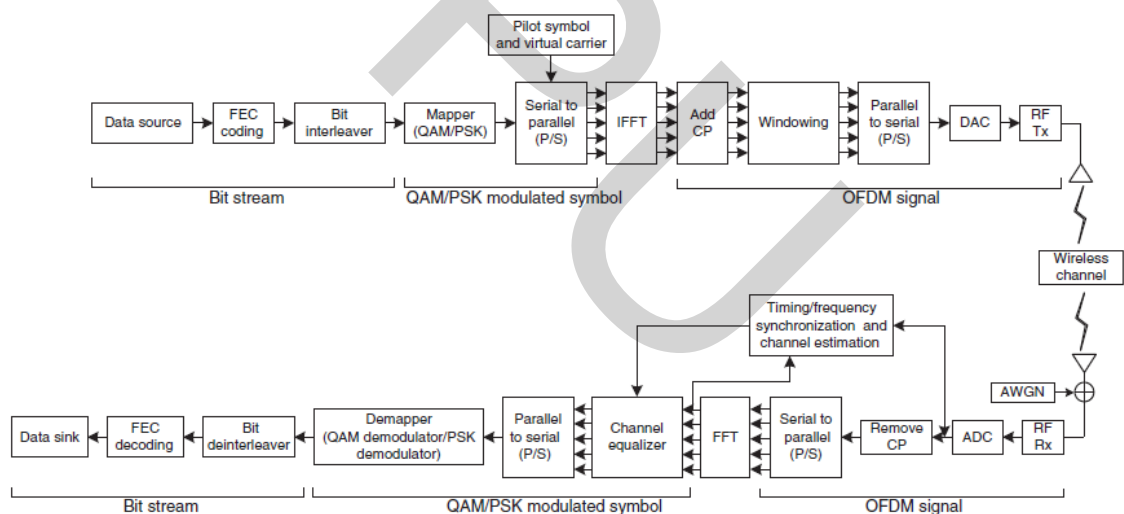 Pilot symbol
and virtual carrier
Data source
FEC
coding
Bit
interleaver
Mapper
(QAM/PSK)
Serial to
parallel
(P/S)
IFFT
Add
CP
Windowing
Parallel
to serial
(P/S)
DAC
RF
Tx
Bit stream
QAM/PSK modulated symbol
OFDM signal
Wireless
channel
Timing/frequency
synchronization and
channel estimation
AWGN
Data sink
FEC
decoding
Bit
deinterleaver
Demapper
(QAM demodulator/PSK
demodulator)
Parallel
to serial
(P/S)
Channel
equalizer
FFT
Serial to
parallel
(P/S)
Remove
CP
ADC
RF
Rx
Bit stream
QAM/PSK modulated symbol
OFDM signal